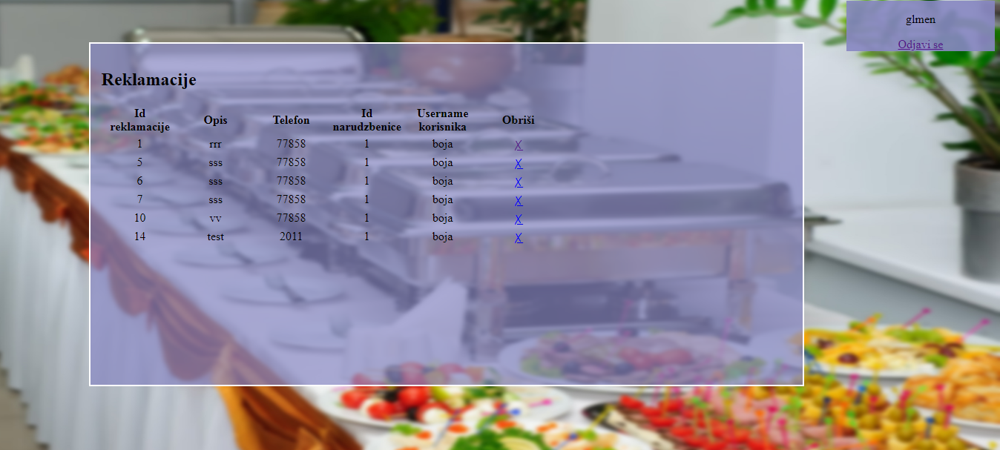 glmen
Odjavi se
Reklamacije
Id reklamacije Opis Telefon Id narudzbenice Username korisnika Obriši
1 rrr 77858 1 boja X
5 sss 77858 1 boja X
6 sss 77858 1 boja X
7 sss 77858 1 boja X
10 vv 77858 1 boja X
14 test 2011 1 boja X